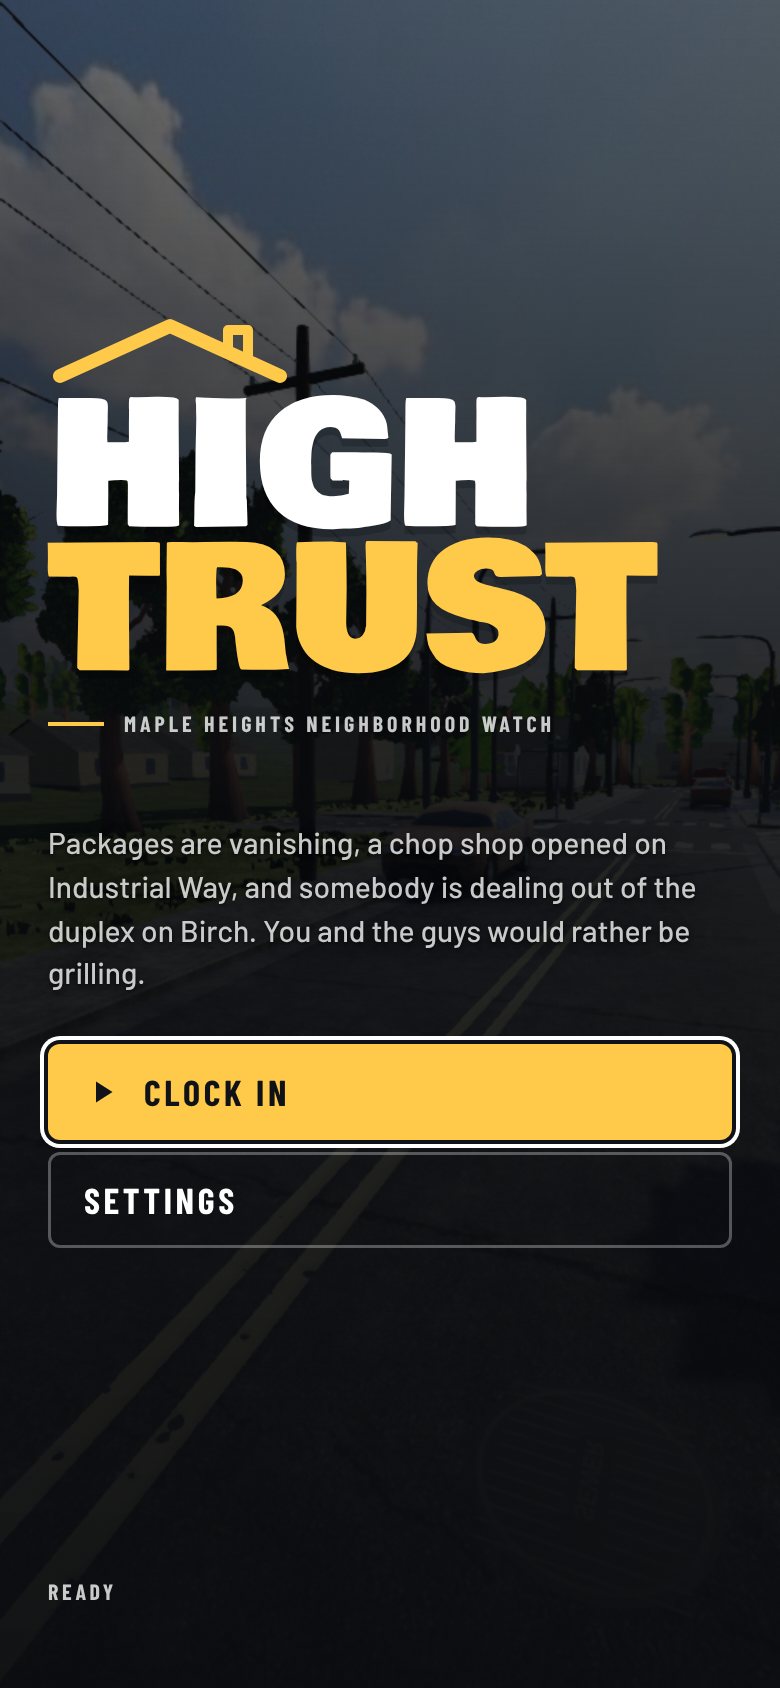 HIGH
TRUST
MAPLE HEIGHTS NEIGHBORHOOD WATCH
Packages are vanishing, a chop shop opened on
Industrial Way, and somebody is dealing out of the
duplex on Birch. You and the guys would rather be
grilling.
CLOCK IN
SETTINGS
READY